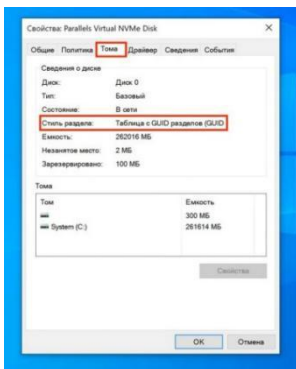 Свойства: Parallels Virtual NVMe Disk
Общие Политика Тома Драйвер Сведения События
Сведения о диске
Диск: Диск 0
Тип: Базовый
Состояние: В сети
Стиль раздела: Таблица с GUID разделов (GUID
Емкость: 262016 МБ
Незанятое место: 2 МБ
Зарезервировано: 100 МБ
Тома
Том Емкость
300 МБ
System (C:) 261614 МБ
Свойства
OK Отмена